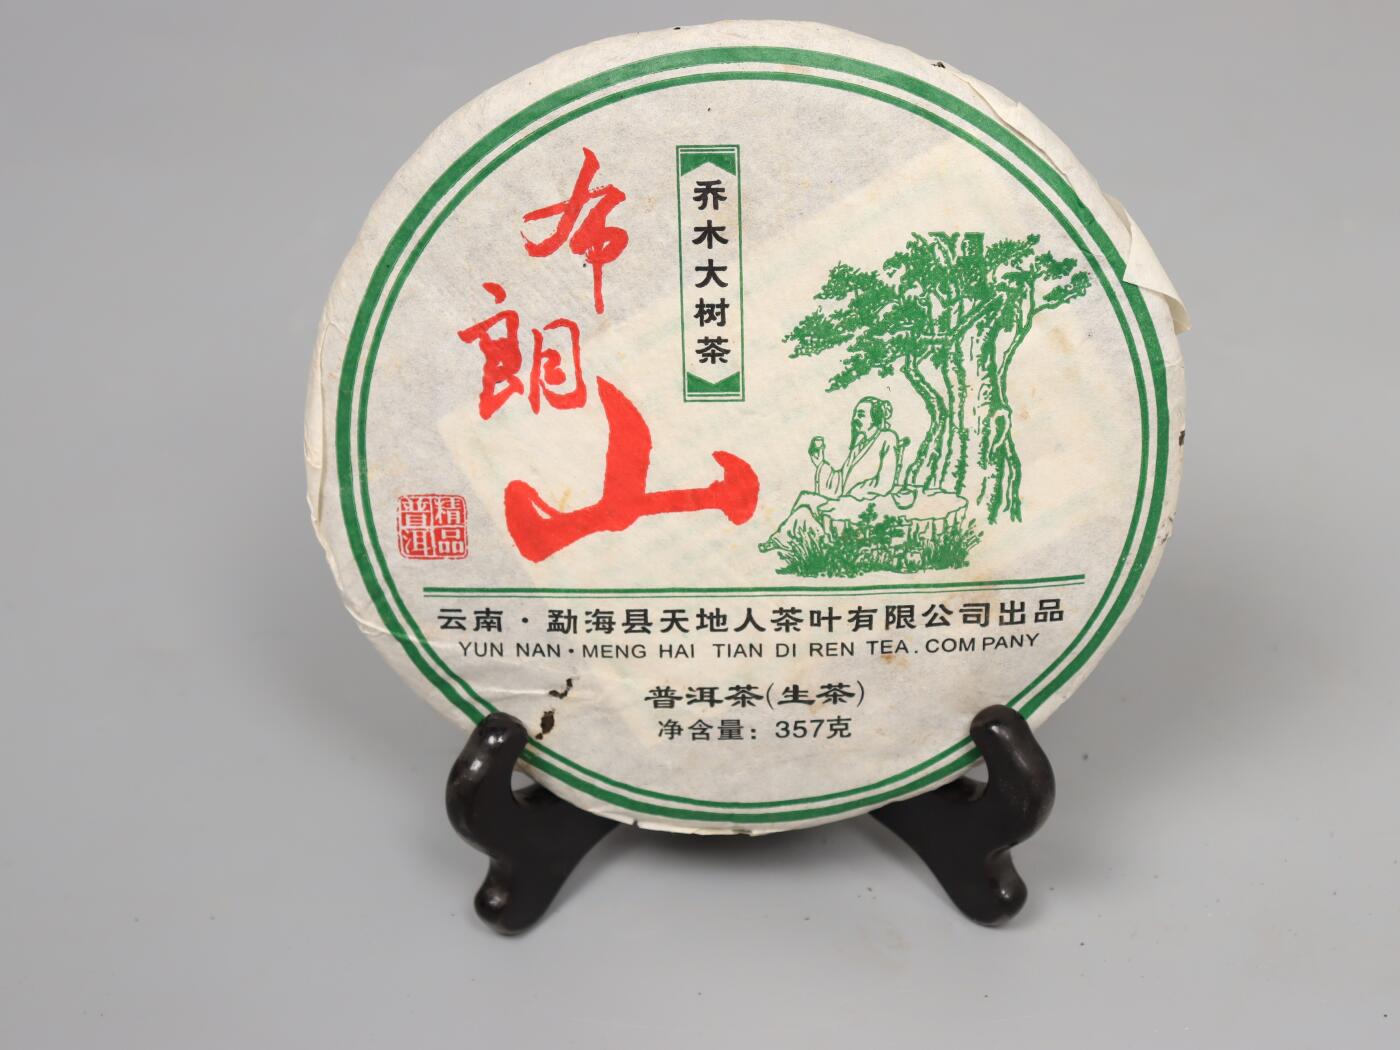 布朗山
乔木大树茶
精品
普洱
云南·勐海县天地人茶叶有限公司出品
YUN NAN·MENG HAI TIAN DI REN TEA.COMPANY
普洱茶(生茶)
净含量：357克